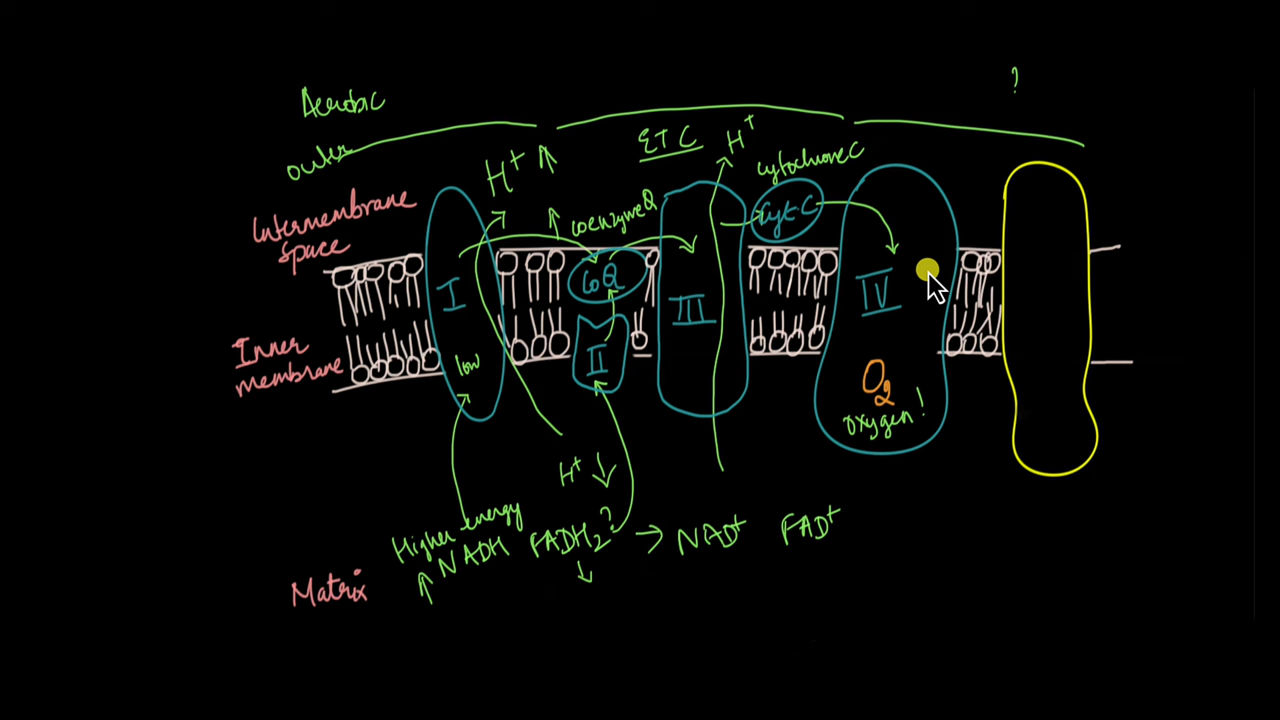 ?
Aerobic
ETC H+
outer
H+ ↑
cytochrome C
Intermembrane
space
↑ coenzyme Q
Cyt C
I
CoQ
III
IV
Inner
membrane
low
II
O2
oxygen!
H+ ↓
Higher energy
↑ NADH FADH2? → NAD+ FAD+
↓
Matrix